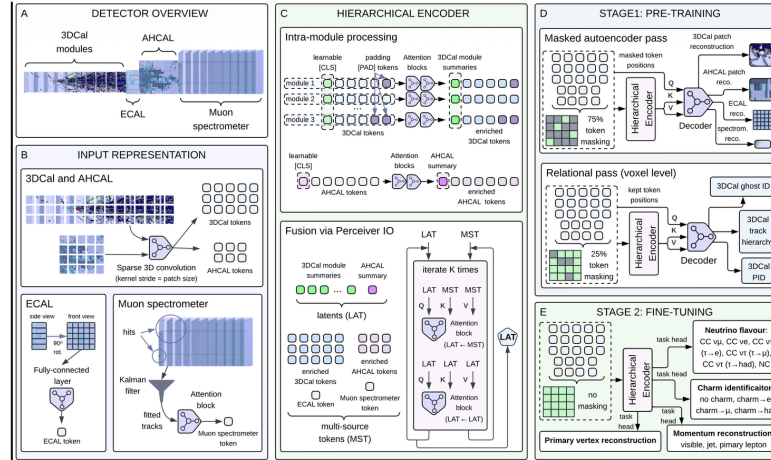 A
DETECTOR OVERVIEW
3DCal
modules
AHCAL
ECAL
Muon
spectrometer
B
INPUT REPRESENTATION
3DCal and AHCAL
3DCal tokens
AHCAL tokens
Sparse 3D convolution
(kernel stride = patch size)
ECAL
side view
front view
90º
rot.
Fully-connected
layer
ECAL token
Muon spectrometer
hits
Kalman
filter
fitted
tracks
Attention
block
Muon spectrometer
token
C
HIERARCHICAL ENCODER
Intra-module processing
learnable
[CLS]
padding
[PAD] tokens
Attention
blocks
3DCal module
summaries
module 1
module 2
module 3
...
...
3DCal tokens
enriched
3DCal tokens
learnable
[CLS]
Attention
blocks
AHCAL
summary
AHCAL tokens
enriched
AHCAL tokens
Fusion via Perceiver IO
3DCal module
summaries
AHCAL
summary
...
latents (LAT)
enriched
3DCal tokens
enriched
AHCAL tokens
ECAL token
Muon spectrometer
token
multi-source
tokens (MST)
LAT
MST
iterate K times
LAT MST MST
Q K V
Attention
block
(LAT←MST)
LAT LAT LAT
Q K V
Attention
block
(LAT←LAT)
LAT
D
STAGE1: PRE-TRAINING
Masked autoencoder pass
masked token
positions
75%
token
masking
Hierarchical
Encoder
Q
K
V
Decoder
3DCal patch
reconstruction
AHCAL patch
reco.
ECAL
reco.
spectrom.
reco.
Relational pass (voxel level)
kept token
positions
25%
token
masking
Hierarchical
Encoder
Q
K
V
Decoder
3DCal ghost ID
3DCal
track
hierarchy
3DCal
PID
E
STAGE 2: FINE-TUNING
no
masking
Hierarchical
Encoder
task head
task head
task
head
task
head
Neutrino flavour:
CC νμ, CC νe, CC ντ
(τ→e), CC ντ (τ→μ),
CC ντ (τ→had), NC
Charm identificaiton
no charm, charm→e
charm→μ, charm→ha
Primary vertex reconstruction
Momentum reconstruction
visible, jet, pimary lepton